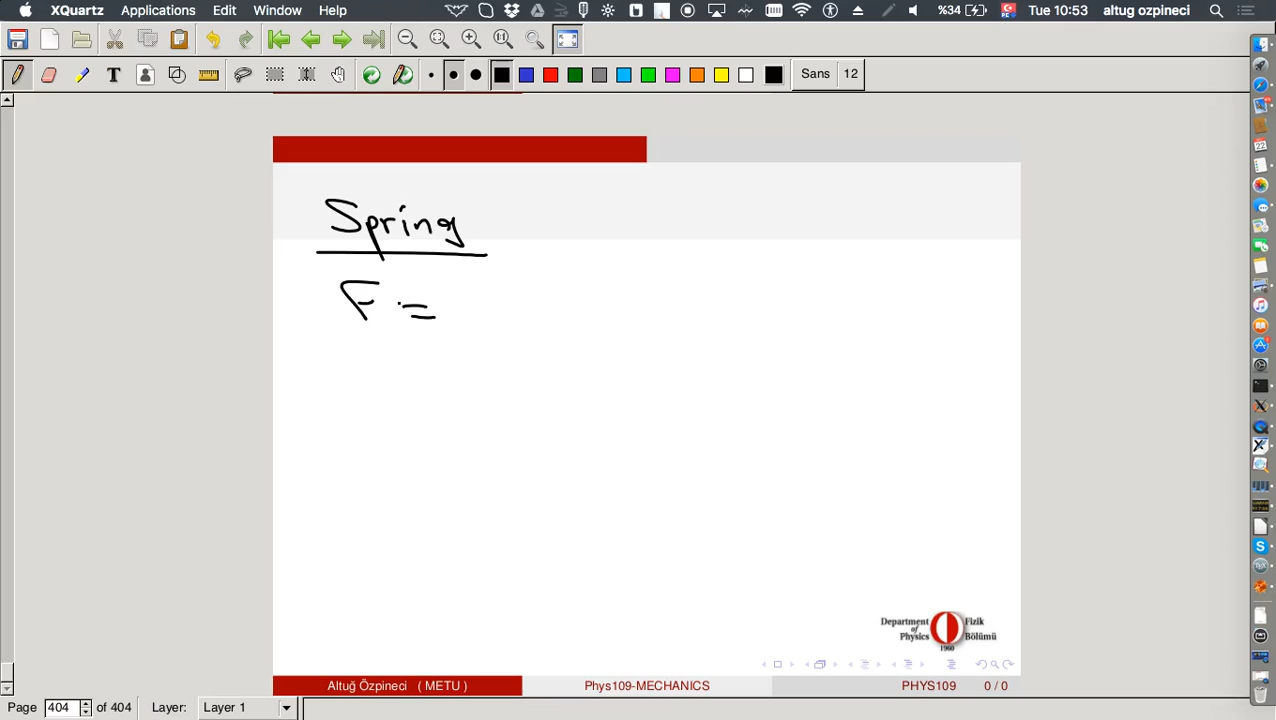 XQuartz Applications Edit Window Help %34 Tue 10:53 altug ozpineci
T Sans 12
Spring
F =
Department of Physics Fizik Bölümü
1960
Altuğ Özpineci ( METU ) Phys109-MECHANICS PHYS109 0 / 0
Page 404 of 404 Layer: Layer 1